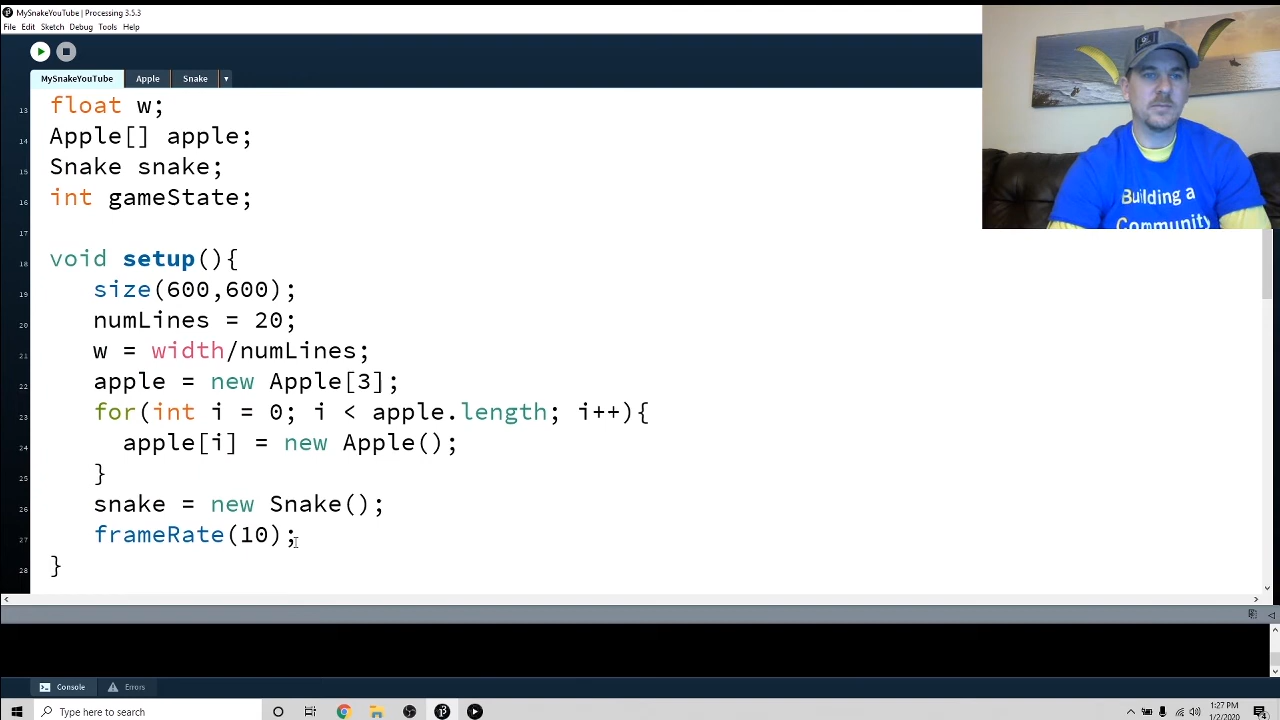 MySnakeYouTube | Processing 3.5.3
File Edit Sketch Debug Tools Help
MySnakeYouTube Apple Snake ▾
13 float w;
14 Apple[] apple;
15 Snake snake;
16 int gameState;
17
18 void setup(){
19 size(600,600);
20 numLines = 20;
21 w = width/numLines;
22 apple = new Apple[3];
23 for(int i = 0; i < apple.length; i++){
24 apple[i] = new Apple();
25 }
26 snake = new Snake();
27 frameRate(10);
28 }
Building a
Community
Console Errors
Type here to search
1:27 PM